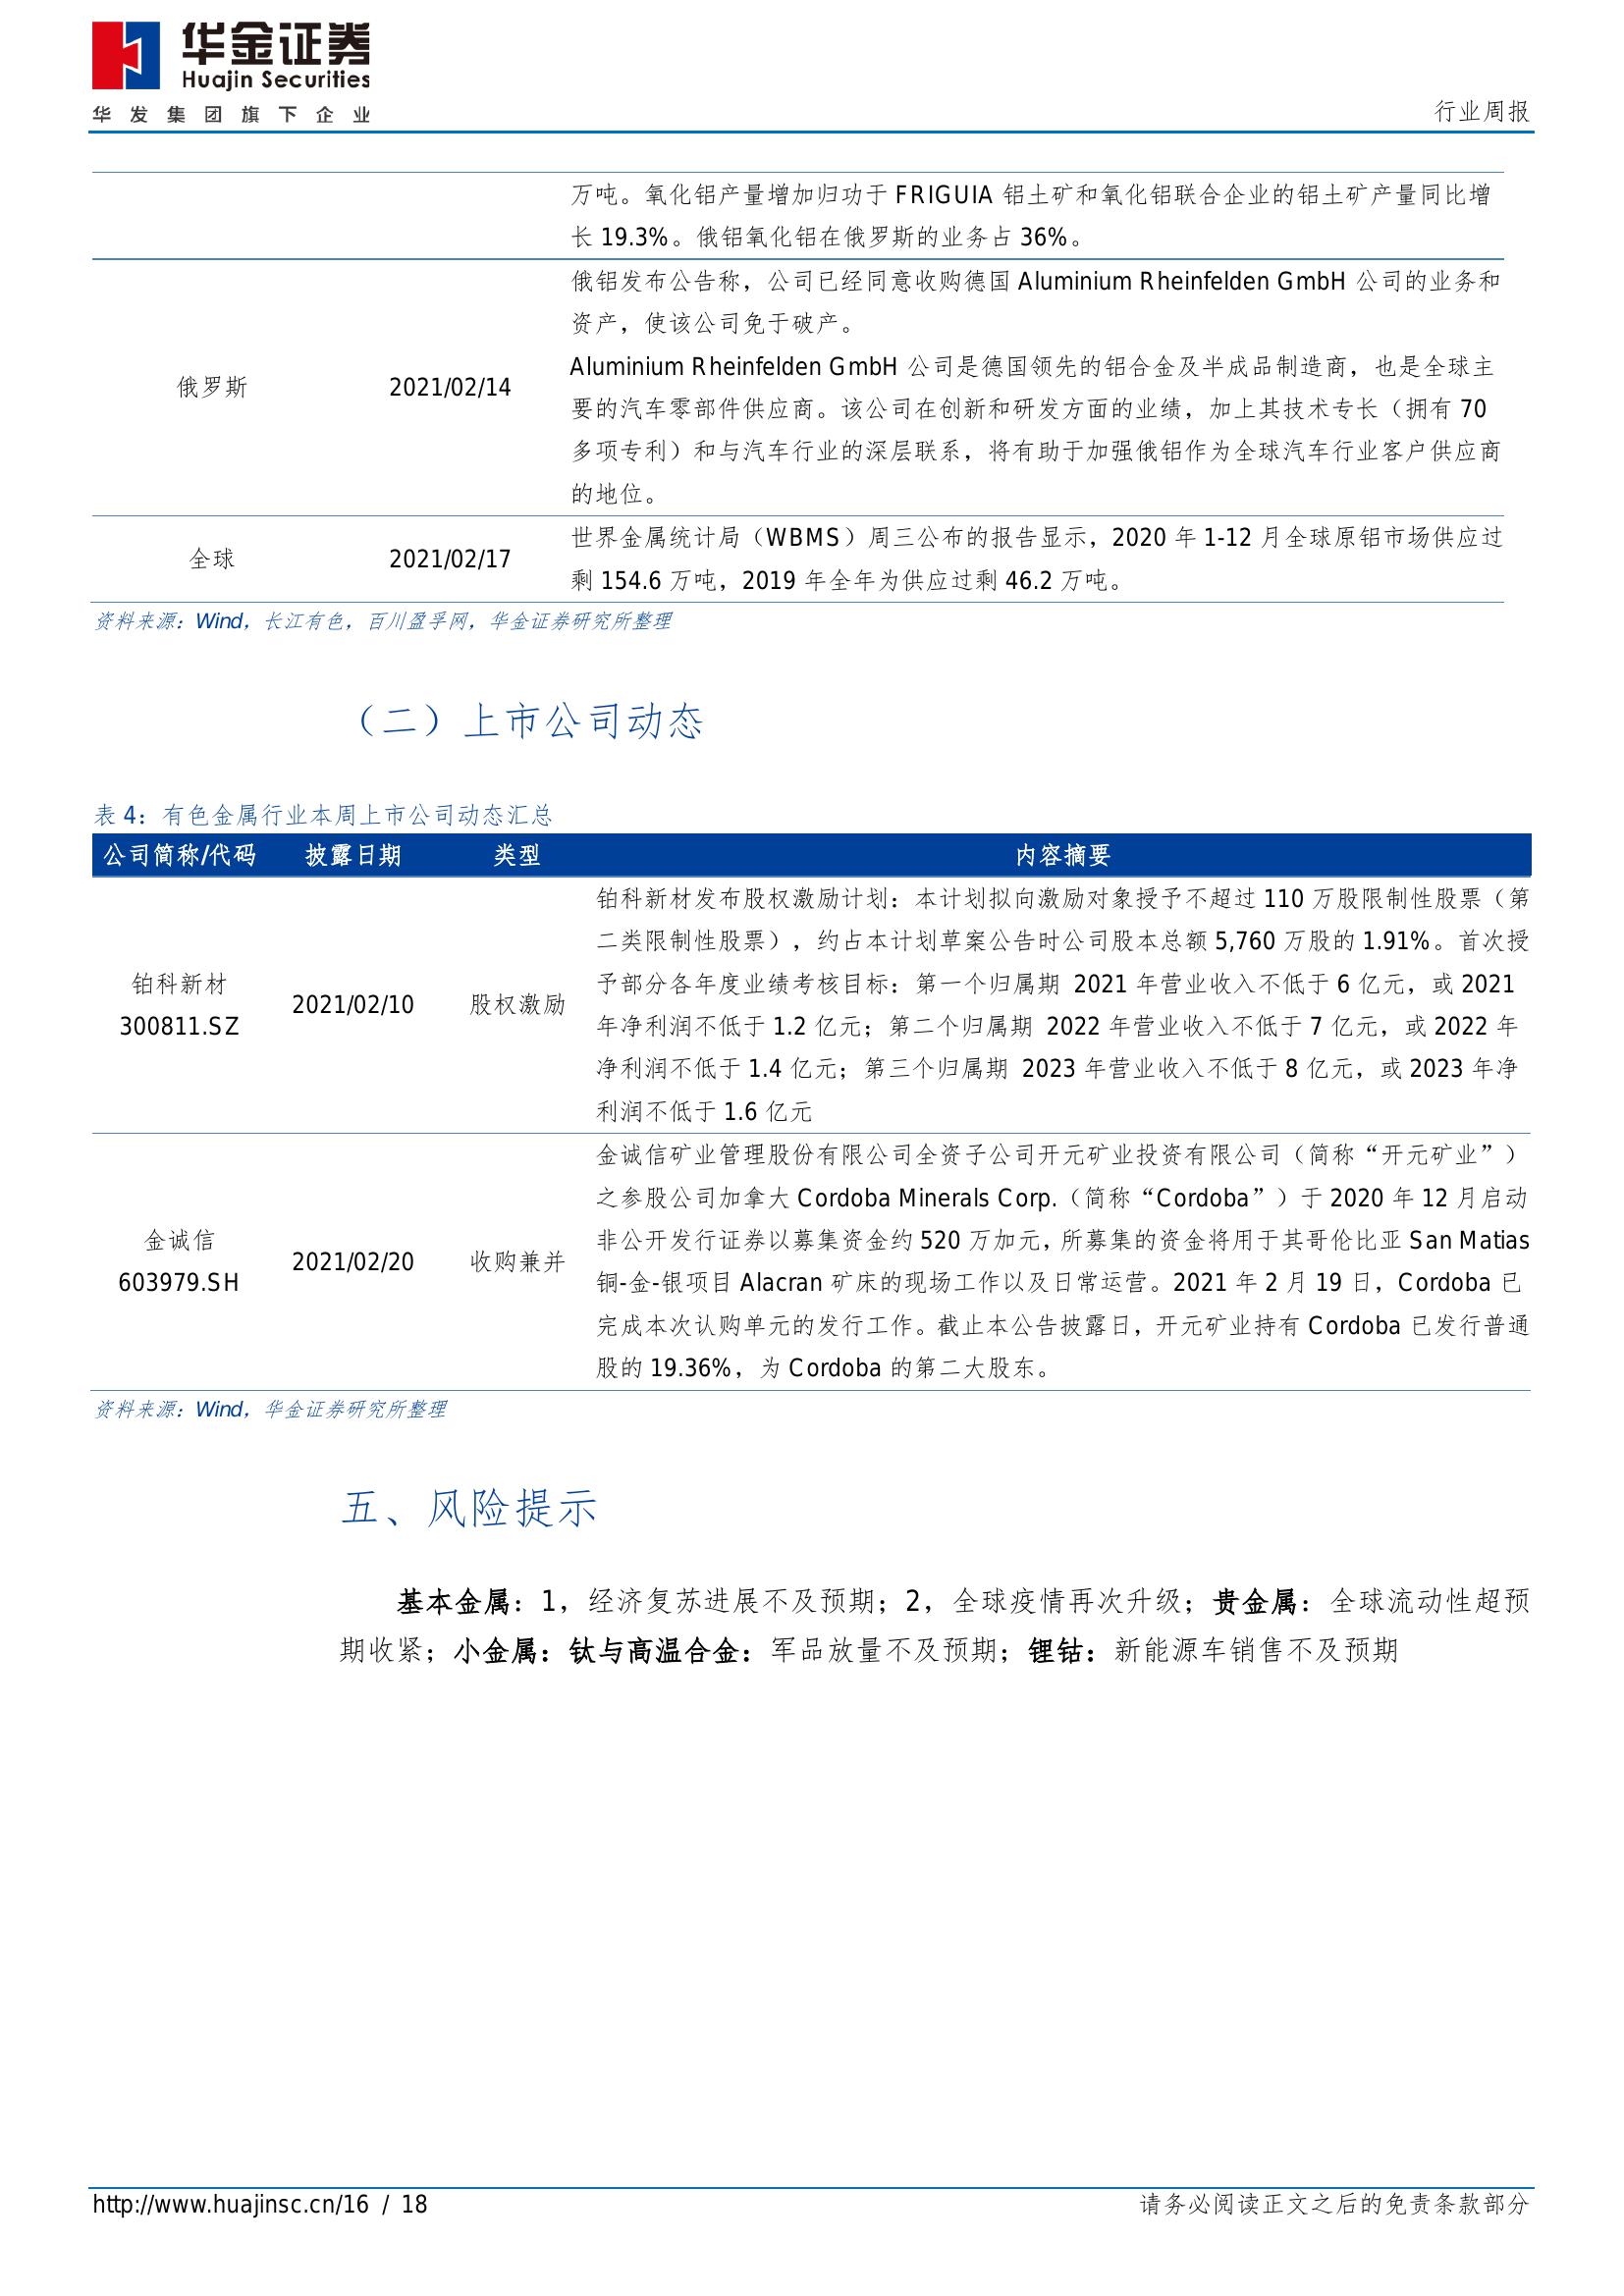 华金证券
Huajin Securities
华发集团旗下企业
行业周报
万吨。氧化铝产量增加归功于 FRIGUIA 铝土矿和氧化铝联合企业的铝土矿产量同比增
长 19.3%。俄铝氧化铝在俄罗斯的业务占 36%。
俄罗斯
2021/02/14
俄铝发布公告称，公司已经同意收购德国 Aluminium Rheinfelden GmbH 公司的业务和
资产，使该公司免于破产。
Aluminium Rheinfelden GmbH 公司是德国领先的铝合金及半成品制造商，也是全球主
要的汽车零部件供应商。该公司在创新和研发方面的业绩，加上其技术专长（拥有 70
多项专利）和与汽车行业的深层联系，将有助于加强俄铝作为全球汽车行业客户供应商
的地位。
全球
2021/02/17
世界金属统计局（WBMS）周三公布的报告显示，2020 年 1-12 月全球原铝市场供应过
剩 154.6 万吨，2019 年全年为供应过剩 46.2 万吨。
资料来源：Wind，长江有色，百川盈孚网，华金证券研究所整理
（二）上市公司动态
表 4：有色金属行业本周上市公司动态汇总
公司简称/代码 披露日期 类型 内容摘要
铂科新材
300811.SZ
2021/02/10
股权激励
铂科新材发布股权激励计划：本计划拟向激励对象授予不超过 110 万股限制性股票（第
二类限制性股票），约占本计划草案公告时公司股本总额 5,760 万股的 1.91%。首次授
予部分各年度业绩考核目标：第一个归属期 2021 年营业收入不低于 6 亿元，或 2021
年净利润不低于 1.2 亿元；第二个归属期 2022 年营业收入不低于 7 亿元，或 2022 年
净利润不低于 1.4 亿元；第三个归属期 2023 年营业收入不低于 8 亿元，或 2023 年净
利润不低于 1.6 亿元
金诚信
603979.SH
2021/02/20
收购兼并
金诚信矿业管理股份有限公司全资子公司开元矿业投资有限公司（简称“开元矿业”）
之参股公司加拿大 Cordoba Minerals Corp.（简称“Cordoba”）于 2020 年 12 月启动
非公开发行证券以募集资金约 520 万加元，所募集的资金将用于其哥伦比亚 San Matias
铜-金-银项目 Alacran 矿床的现场工作以及日常运营。2021 年 2 月 19 日，Cordoba 已
完成本次认购单元的发行工作。截止本公告披露日，开元矿业持有 Cordoba 已发行普通
股的 19.36%，为 Cordoba 的第二大股东。
资料来源：Wind，华金证券研究所整理
五、风险提示
基本金属：1，经济复苏进展不及预期；2，全球疫情再次升级；贵金属：全球流动性超预
期收紧；小金属：钛与高温合金：军品放量不及预期；锂钴：新能源车销售不及预期
http://www.huajinsc.cn/16 / 18
请务必阅读正文之后的免责条款部分